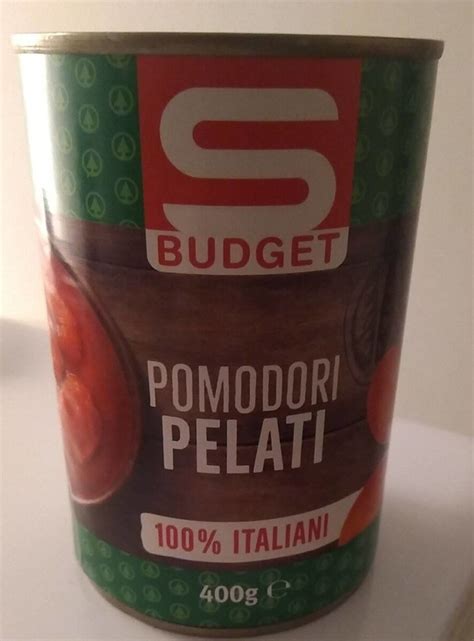 S
BUDGET
POMODORI
PELATI
100% ITALIANI
400g ℮